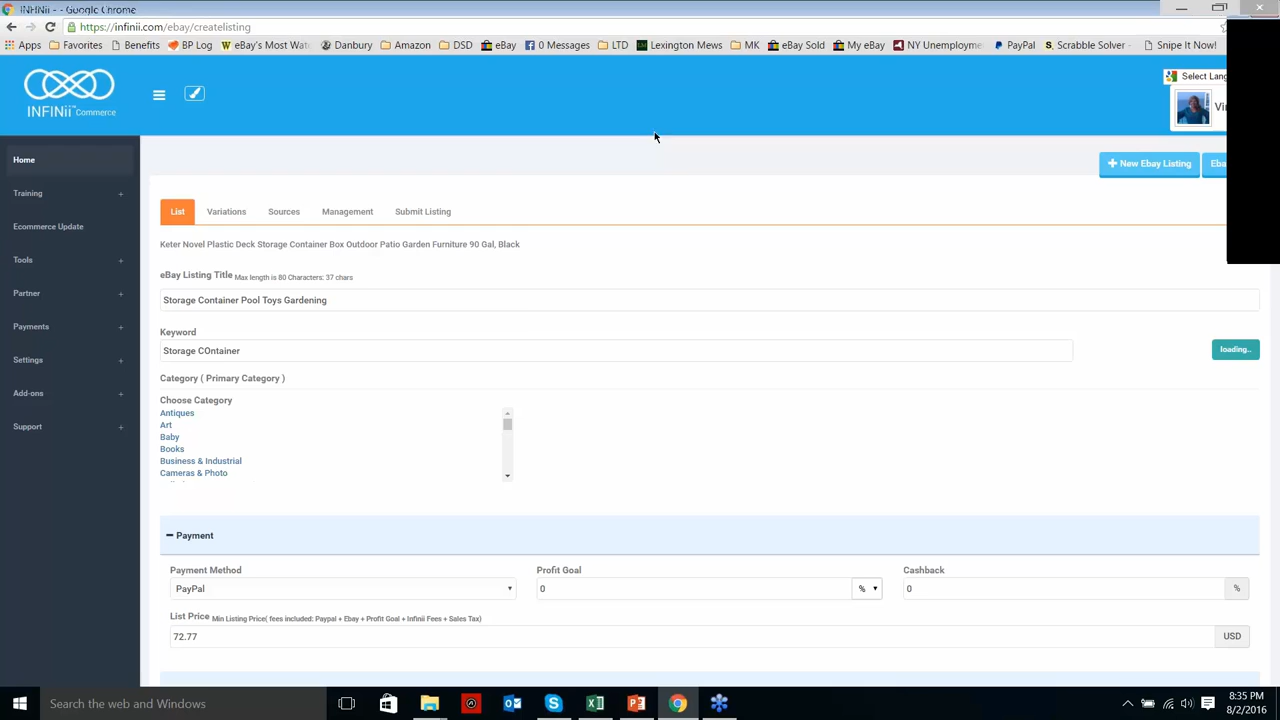 INFINii - Google Chrome
https://infinii.com/ebay/createlisting
Apps Favorites Benefits BP Log eBay's Most Wat Danbury Amazon DSD eBay 0 Messages LTD Lexington Mews MK eBay Sold My eBay NY Unemployme PayPal Scrabble Solver - Snipe It Now!
INFINii Commerce
Select Lang
Vi
Home
Training +
Ecommerce Update
Tools +
Partner +
Payments +
Settings +
Add-ons +
Support +
+ New Ebay Listing
Eba
List Variations Sources Management Submit Listing
Keter Novel Plastic Deck Storage Container Box Outdoor Patio Garden Furniture 90 Gal, Black
eBay Listing Title Max length is 80 Characters: 37 chars
Storage Container Pool Toys Gardening
Keyword
Storage COntainer
loading..
Category ( Primary Category )
Choose Category
Antiques
Art
Baby
Books
Business & Industrial
Cameras & Photo
Payment
Payment Method Profit Goal Cashback
PayPal 0 % 0 %
List Price Min Listing Price( fees included: Paypal + Ebay + Profit Goal + Infinii Fees + Sales Tax)
72.77 USD
Search the web and Windows
8:35 PM
8/2/2016